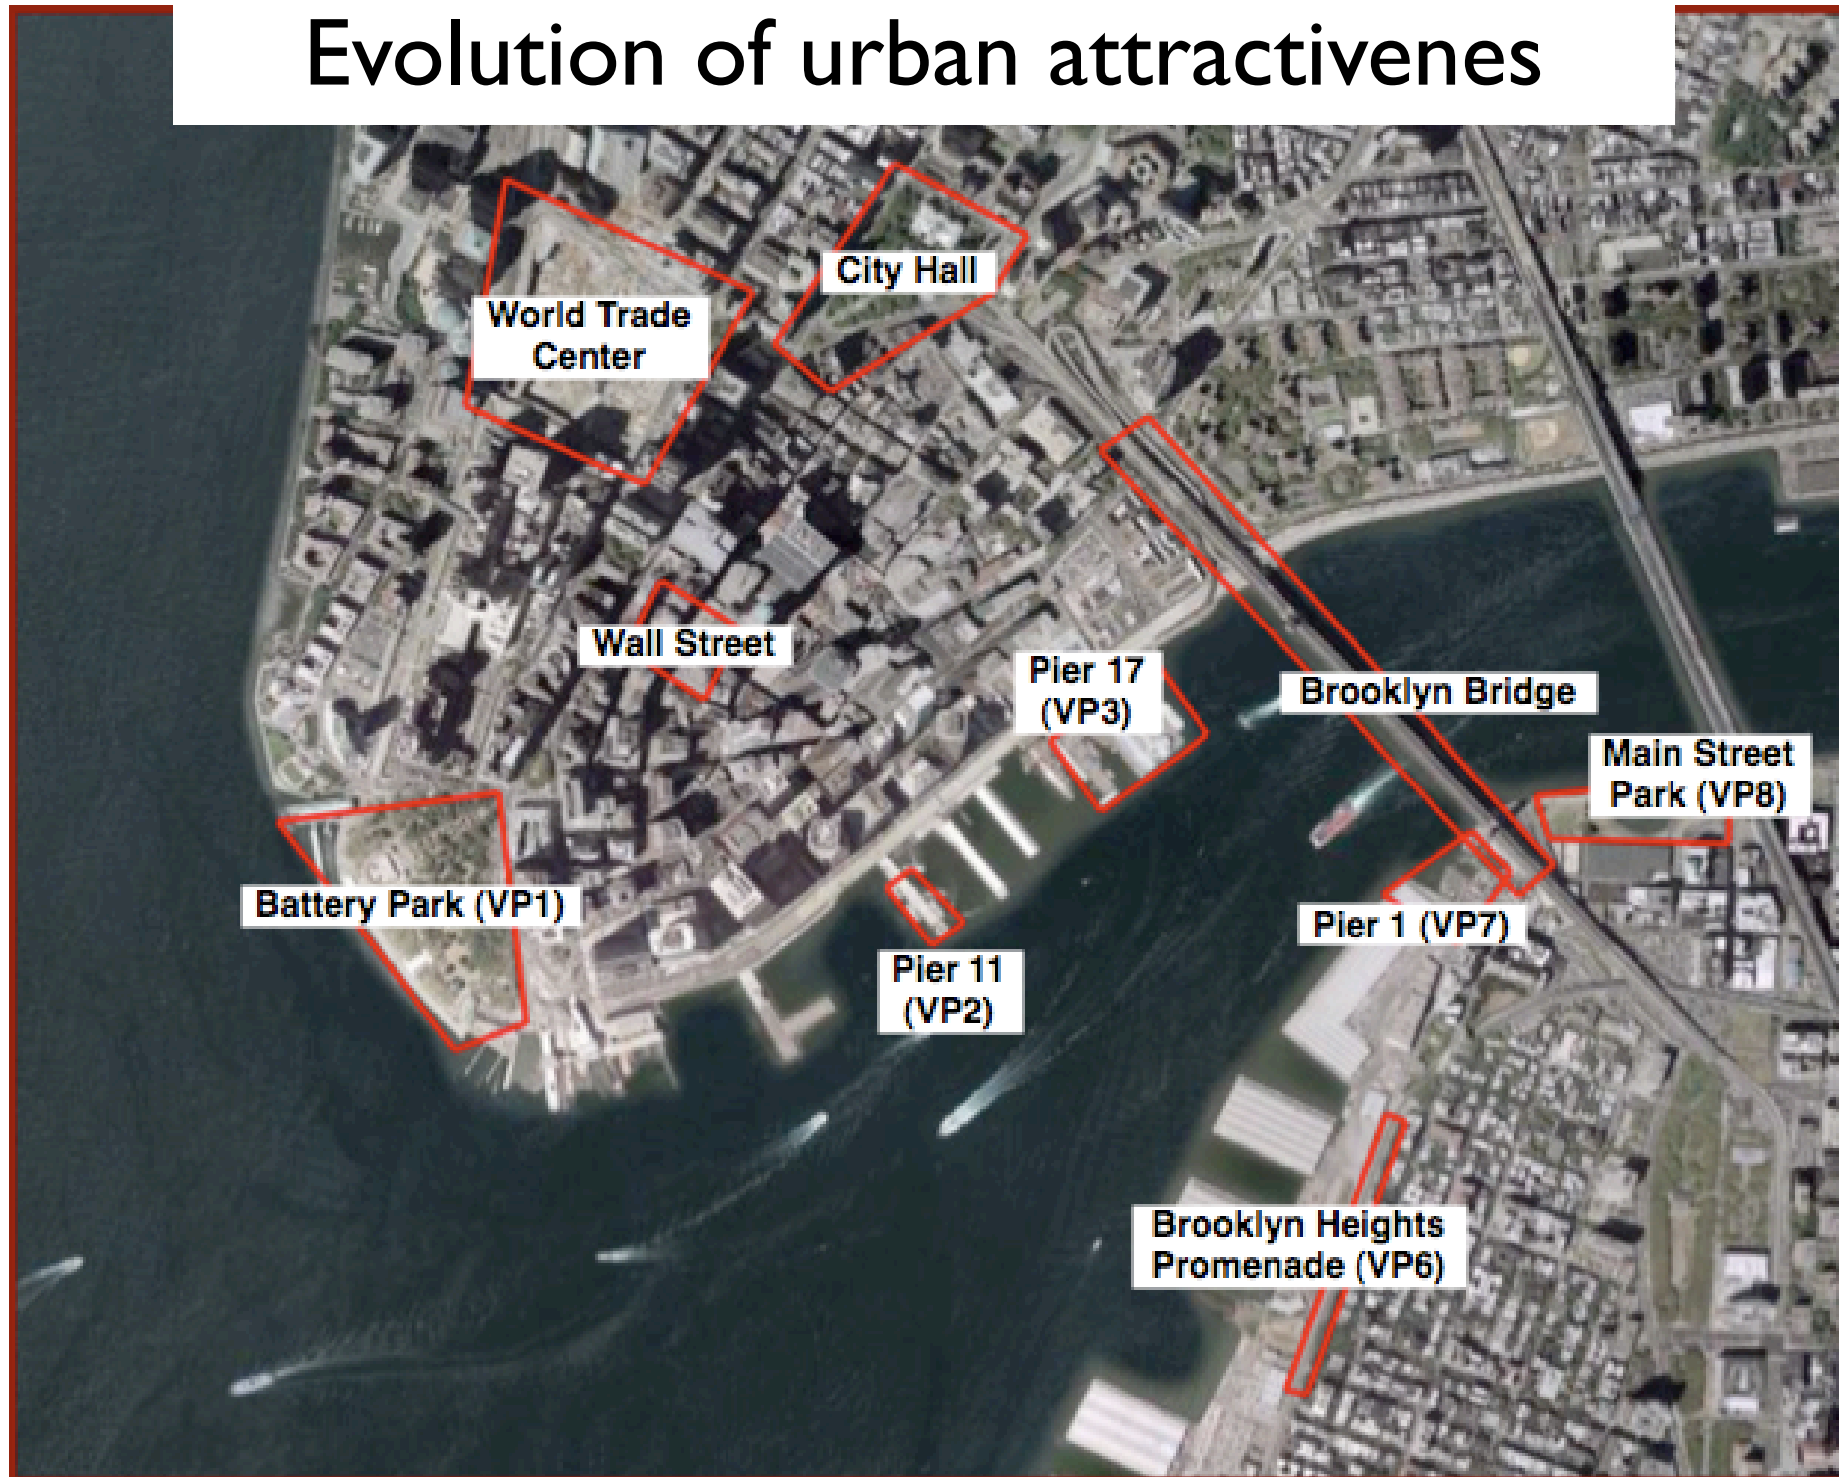 Evolution of urban attractivenes
City Hall
World Trade
Center
Wall Street
Pier 17
(VP3)
Brooklyn Bridge
Main Street
Park (VP8)
Battery Park (VP1)
Pier 1 (VP7)
Pier 11
(VP2)
Brooklyn Heights
Promenade (VP6)